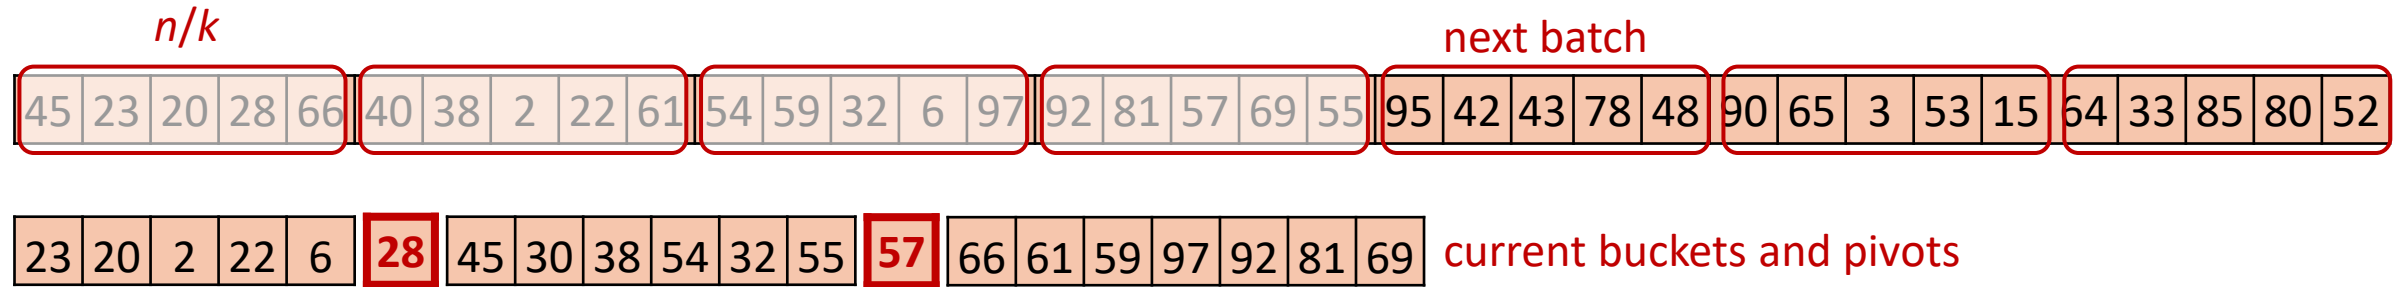 n/k
next batch
45 23 20 28 66 40 38 2 22 61 54 59 32 6 97 92 81 57 69 55 95 42 43 78 48 90 65 3 53 15 64 33 85 80 52
23 20 2 22 6 28 45 30 38 54 32 55 57 66 61 59 97 92 81 69 current buckets and pivots